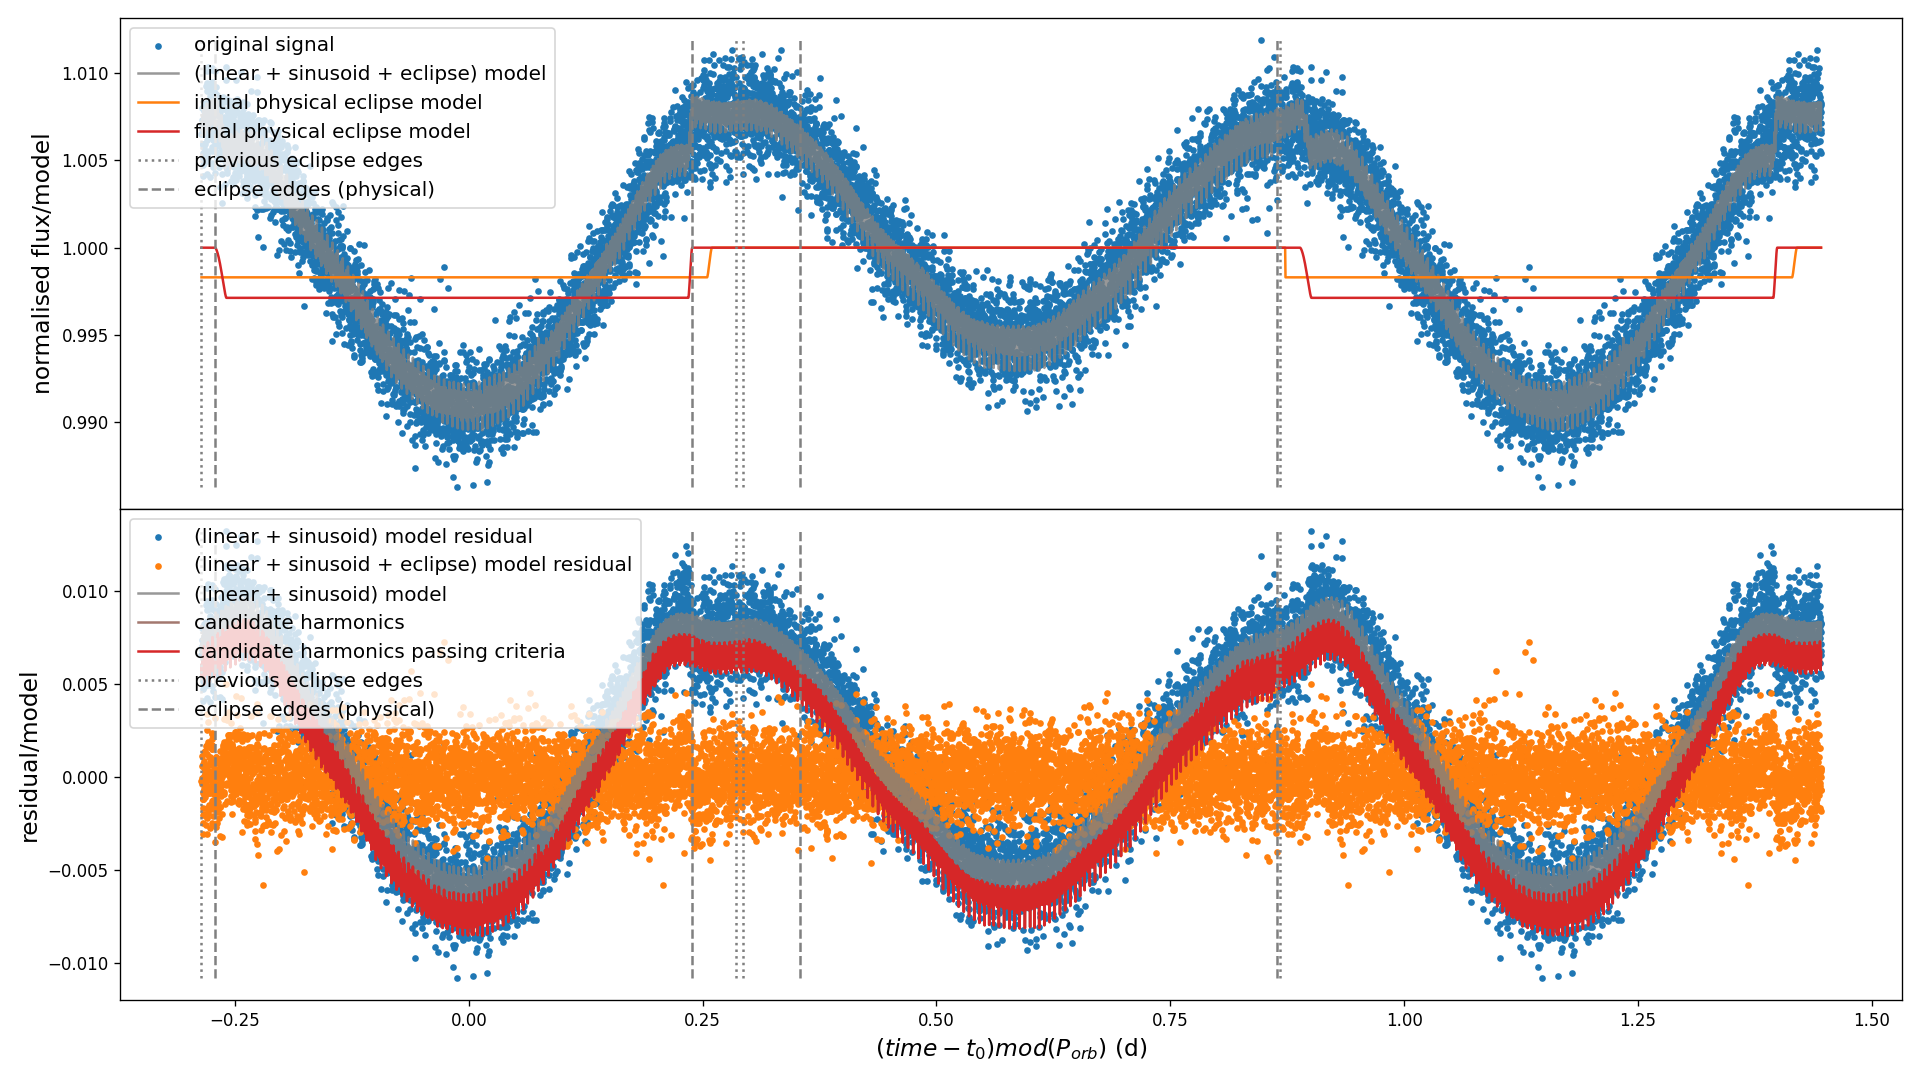 original signal
(linear + sinusoid + eclipse) model
initial physical eclipse model
final physical eclipse model
previous eclipse edges
eclipse edges (physical)
normalised flux/model
1.010
1.005
1.000
0.995
0.990
(linear + sinusoid) model residual
(linear + sinusoid + eclipse) model residual
(linear + sinusoid) model
candidate harmonics
candidate harmonics passing criteria
previous eclipse edges
eclipse edges (physical)
residual/model
0.010
0.005
0.000
−0.005
−0.010
−0.25 0.00 0.25 0.50 0.75 1.00 1.25 1.50
(time − t₀)mod(P_orb) (d)